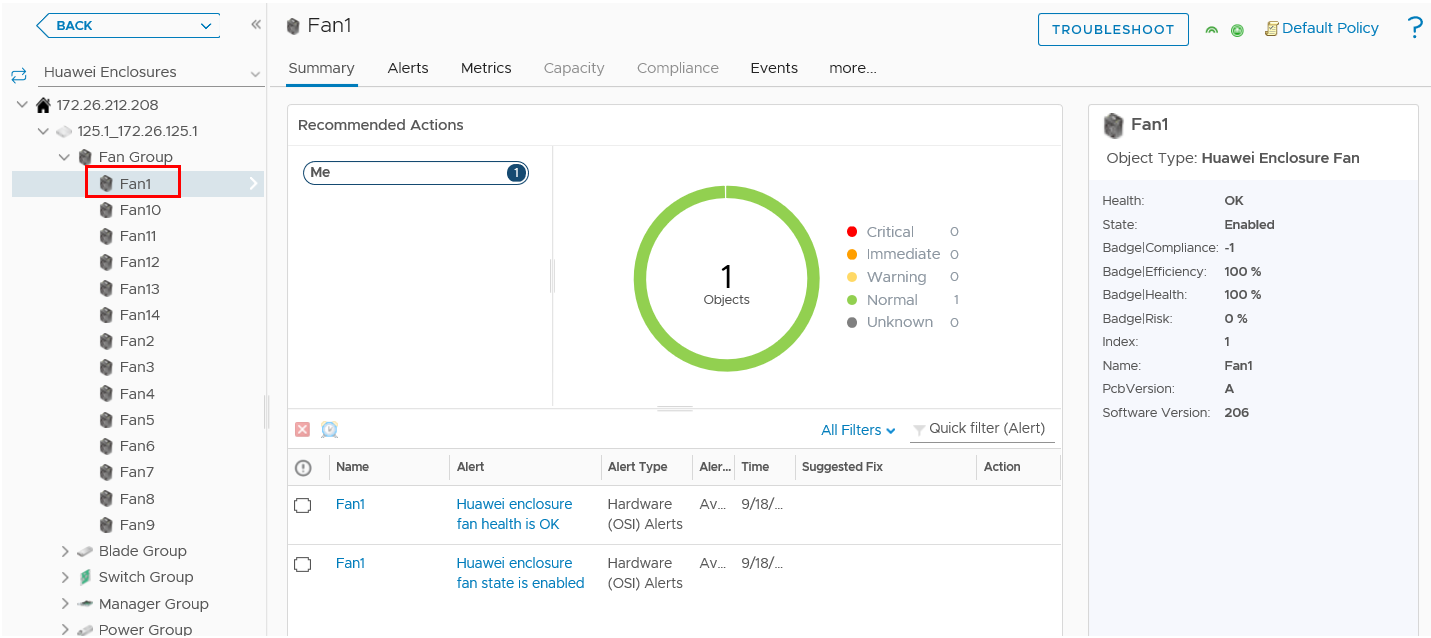 BACK
Huawei Enclosures
172.26.212.208
125.1_172.26.125.1
Fan Group
Fan1
Fan10
Fan11
Fan12
Fan13
Fan14
Fan2
Fan3
Fan4
Fan5
Fan6
Fan7
Fan8
Fan9
Blade Group
Switch Group
Manager Group
Power Group
Fan1
TROUBLESHOOT
Default Policy
?
Summary Alerts Metrics Capacity Compliance Events more...
Recommended Actions
Me 1
1
Objects
Critical 0
Immediate 0
Warning 0
Normal 1
Unknown 0
All Filters Quick filter (Alert)
Name Alert Alert Type Aler... Time Suggested Fix Action
Fan1 Huawei enclosure Hardware Av... 9/18/...
fan health is OK (OSI) Alerts
Fan1 Huawei enclosure Hardware Av... 9/18/...
fan state is enabled (OSI) Alerts
Fan1
Object Type: Huawei Enclosure Fan
Health: OK
State: Enabled
Badge|Compliance: -1
Badge|Efficiency: 100 %
Badge|Health: 100 %
Badge|Risk: 0 %
Index: 1
Name: Fan1
PcbVersion: A
Software Version: 206